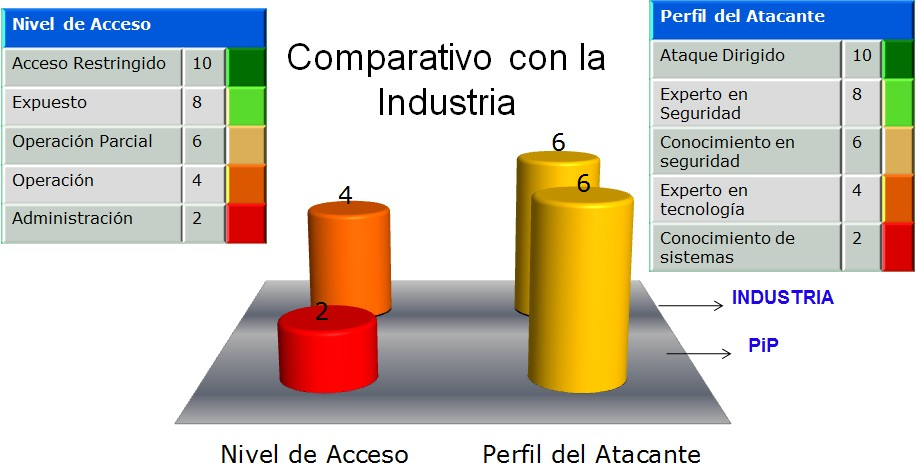 Nivel de Acceso
Acceso Restringido 10
Expuesto 8
Operación Parcial 6
Operación 4
Administración 2
Comparativo con la
Industria
Perfil del Atacante
Ataque Dirigido 10
Experto en
Seguridad 8
Conocimiento en
seguridad 6
Experto en
tecnología 4
Conocimiento de
sistemas 2
6
6
4
2
INDUSTRIA
PiP
Nivel de Acceso
Perfil del Atacante